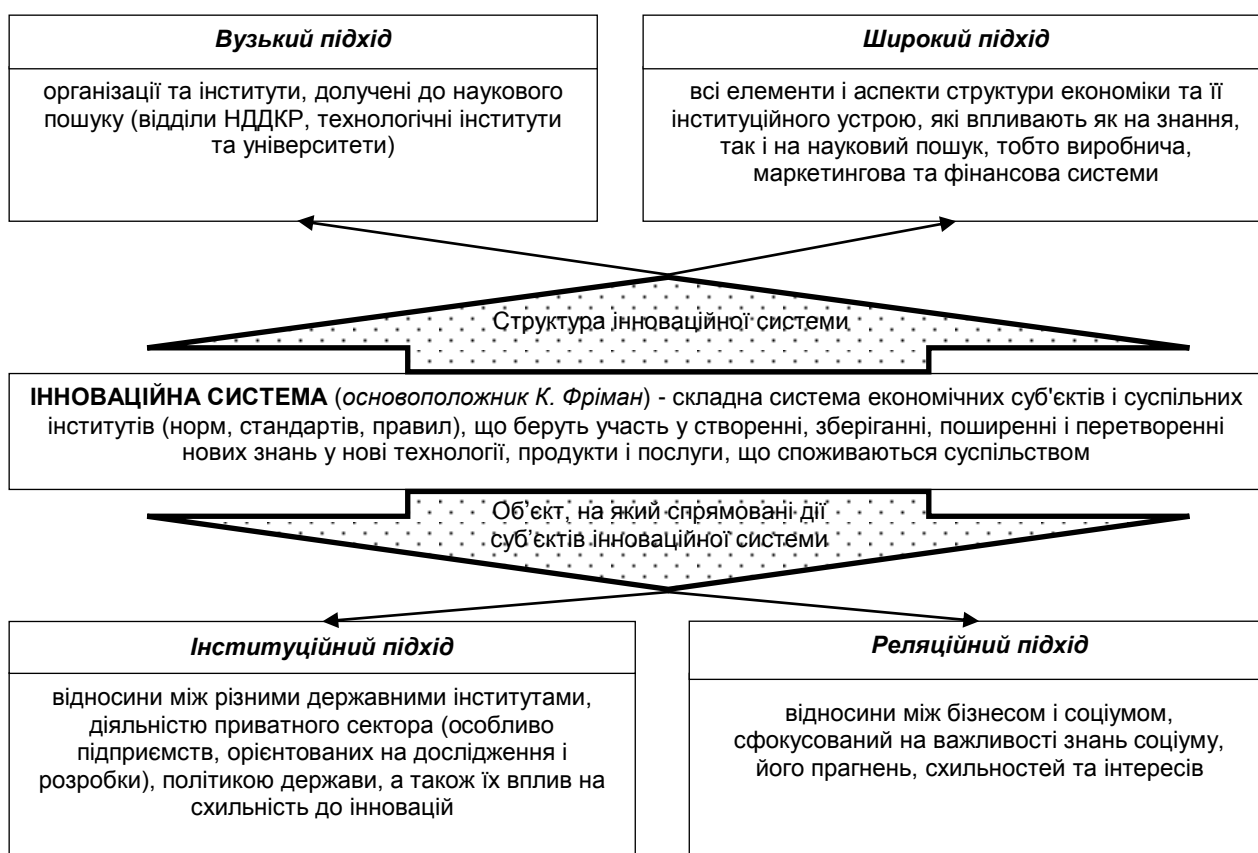 Вузький підхід
організації та інститути, долучені до наукового
пошуку (відділи НДДКР, технологічні інститути
та університети)
Широкий підхід
всі елементи і аспекти структури економіки та її
інституційного устрою, які впливають як на знання,
так і на науковий пошук, тобто виробнича,
маркетингова та фінансова системи
Структура інноваційної системи
ІННОВАЦІЙНА СИСТЕМА (основоположник К. Фріман) - складна система економічних суб'єктів і суспільних
інститутів (норм, стандартів, правил), що беруть участь у створенні, зберіганні, поширенні і перетворенні
нових знань у нові технології, продукти і послуги, що споживаються суспільством
Об’єкт, на який спрямовані дії
суб’єктів інноваційної системи
Інституційний підхід
відносини між різними державними інститутами,
діяльністю приватного сектора (особливо
підприємств, орієнтованих на дослідження і
розробки), політикою держави, а також їх вплив на
схильність до інновацій
Реляційний підхід
відносини між бізнесом і соціумом,
сфокусований на важливості знань соціуму,
його прагнень, схильностей та інтересів